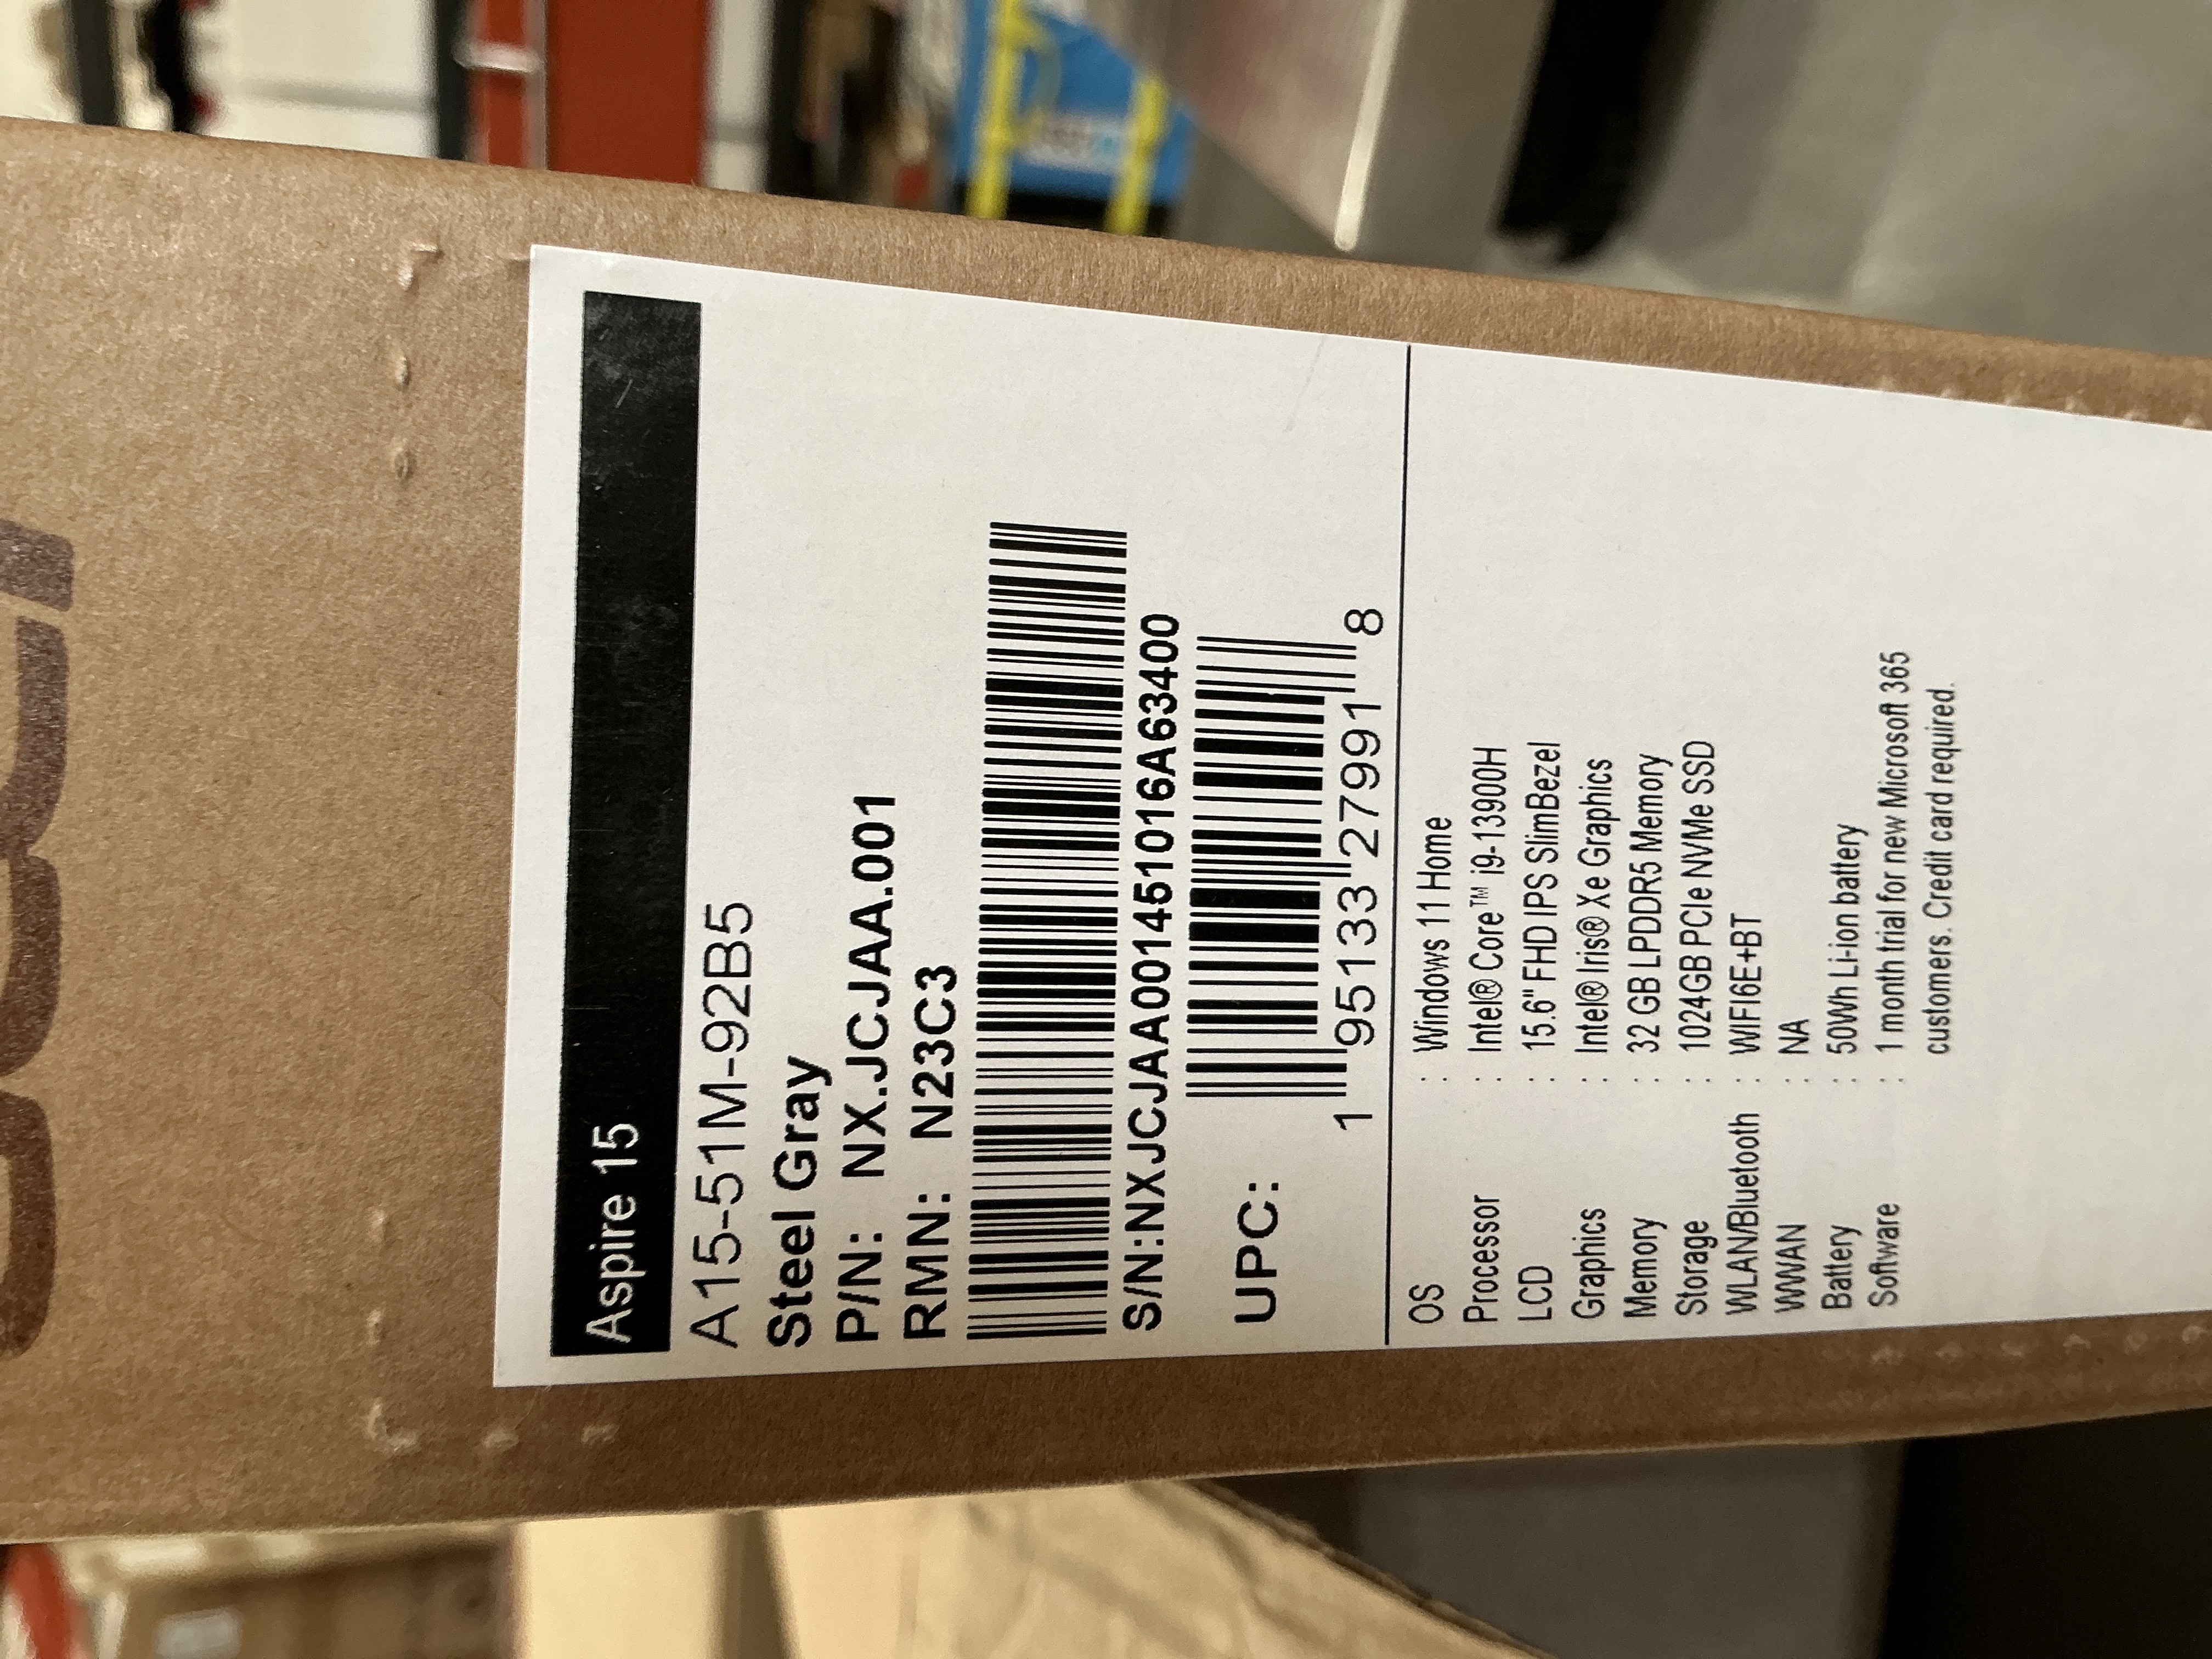 Aspire 15
A15-51M-92B5
Steel Gray
P/N: NX.JCJAA.001
RMN: N23C3
S/N:NXJCJAA00145101 6A63400
UPC: 1 95133 27991 8
OS : Windows 11 Home
Processor : Intel® Core™ i9-13900H
LCD : 15.6" FHD IPS SlimBezel
Graphics : Intel® Iris® Xe Graphics
Memory : 32 GB LPDDR5 Memory
Storage : 1024GB PCIe NVMe SSD
WLAN/Bluetooth : WIFI6E+BT
WWAN : NA
Battery : 50Wh Li-ion battery
Software : 1 month trial for new Microsoft 365
customers. Credit card required.